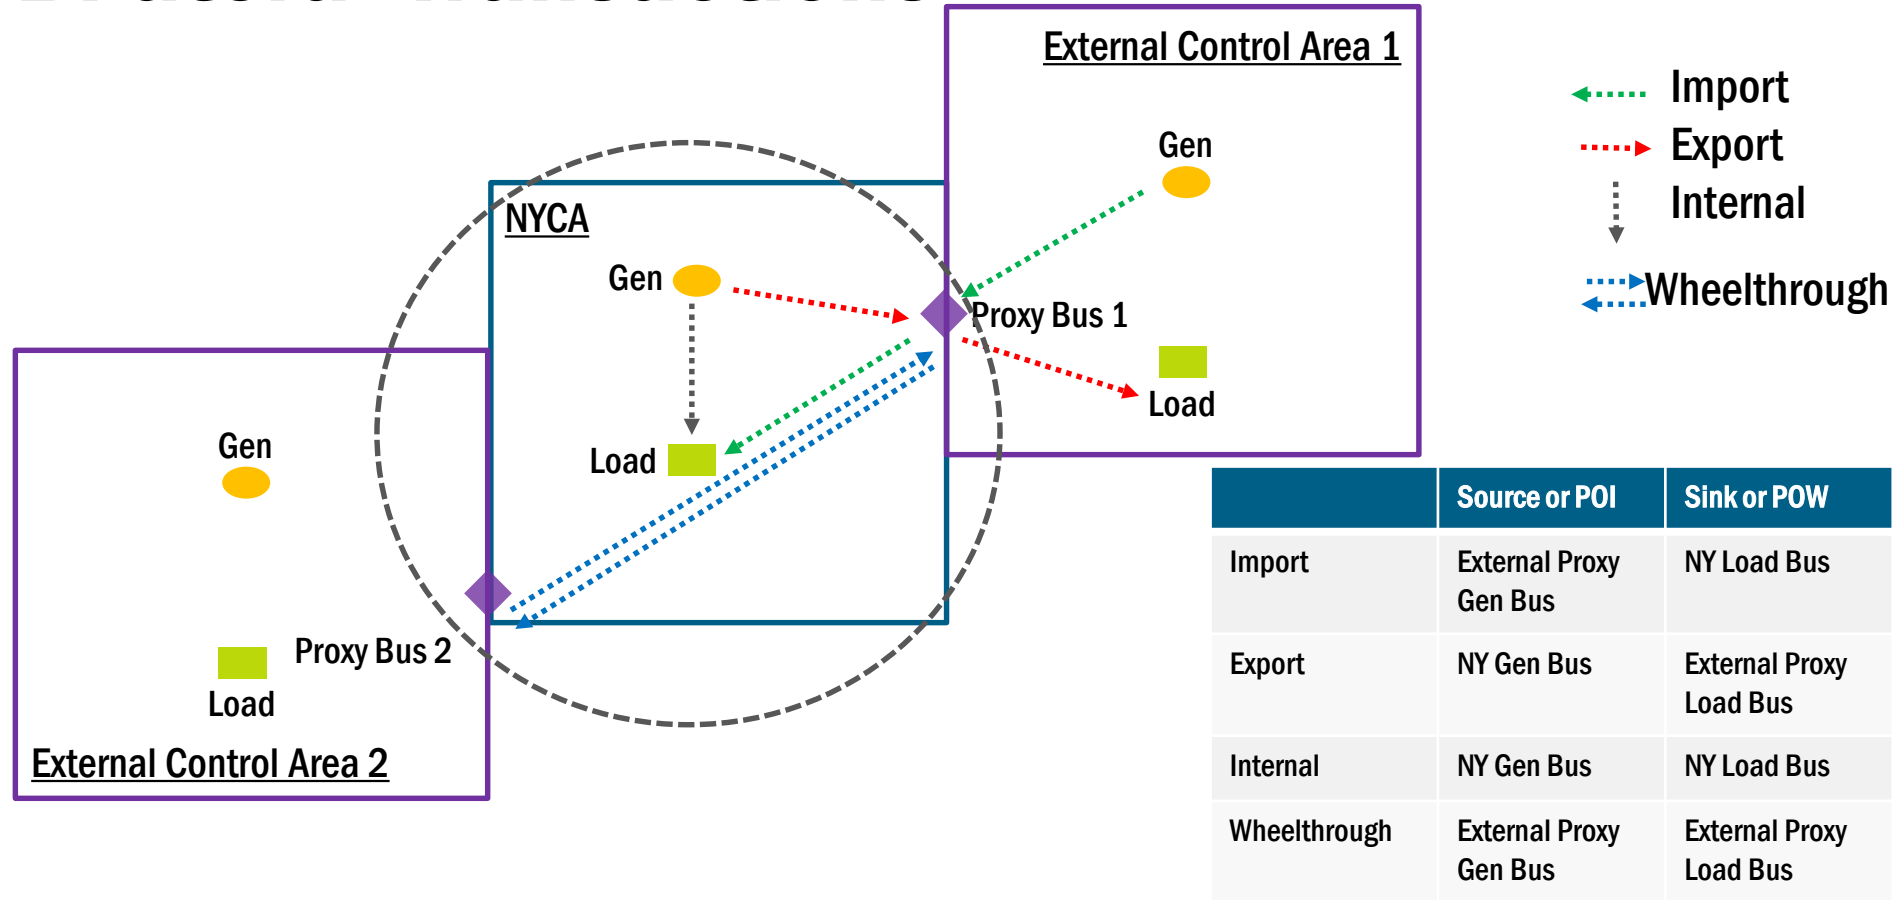 External Control Area 1
Import
Gen
Export
NYCA
Internal
Gen
Wheelthrough
Proxy Bus 1
Load
Gen
Load
Source or POI Sink or POW
Import External Proxy NY Load Bus
Gen Bus
Export NY Gen Bus External Proxy
Load Bus
Internal NY Gen Bus NY Load Bus
Wheelthrough External Proxy External Proxy
Gen Bus Load Bus
Proxy Bus 2
Load
External Control Area 2